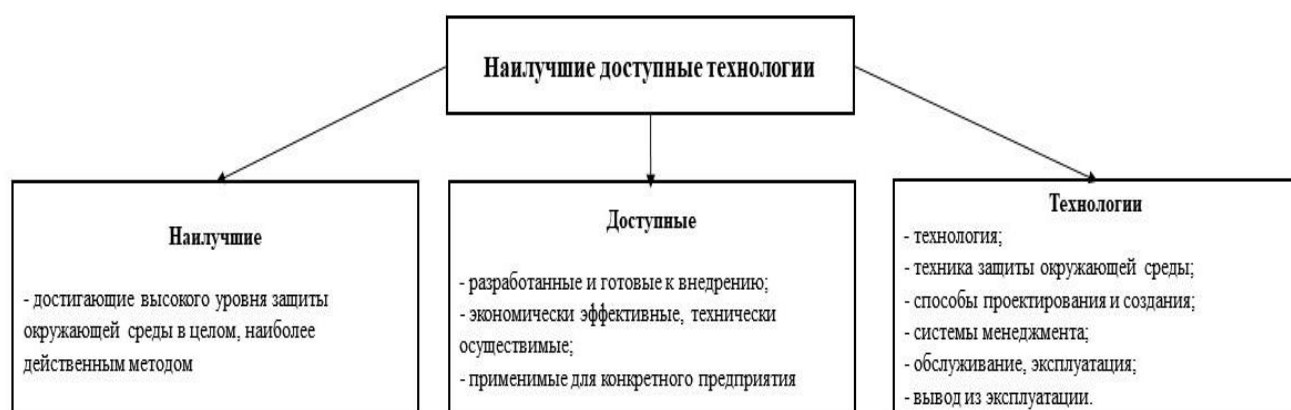 Наилучшие доступные технологии
Наилучшие
- достигающие высокого уровня защиты
окружающей среды в целом, наиболее
действенным методом
Доступные
- разработанные и готовые к внедрению;
- экономически эффективные, технически
осуществимые;
- применимые для конкретного предприятия
Технологии
- технология;
- техника защиты окружающей среды;
- способы проектирования и создания;
- системы менеджмента;
- обслуживание, эксплуатация;
- вывод из эксплуатации.